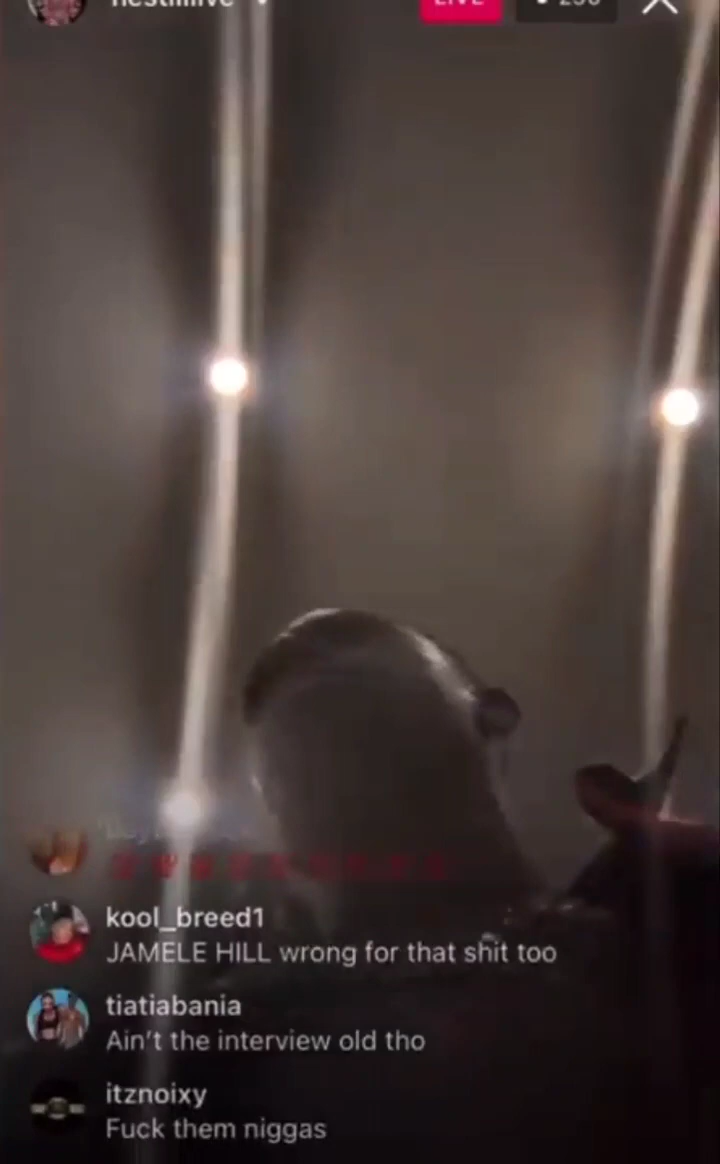 LIVE
kool_breed1
JAMELE HILL wrong for that shit too
tiatiabania
Ain't the interview old tho
itznoixy
Fuck them niggas